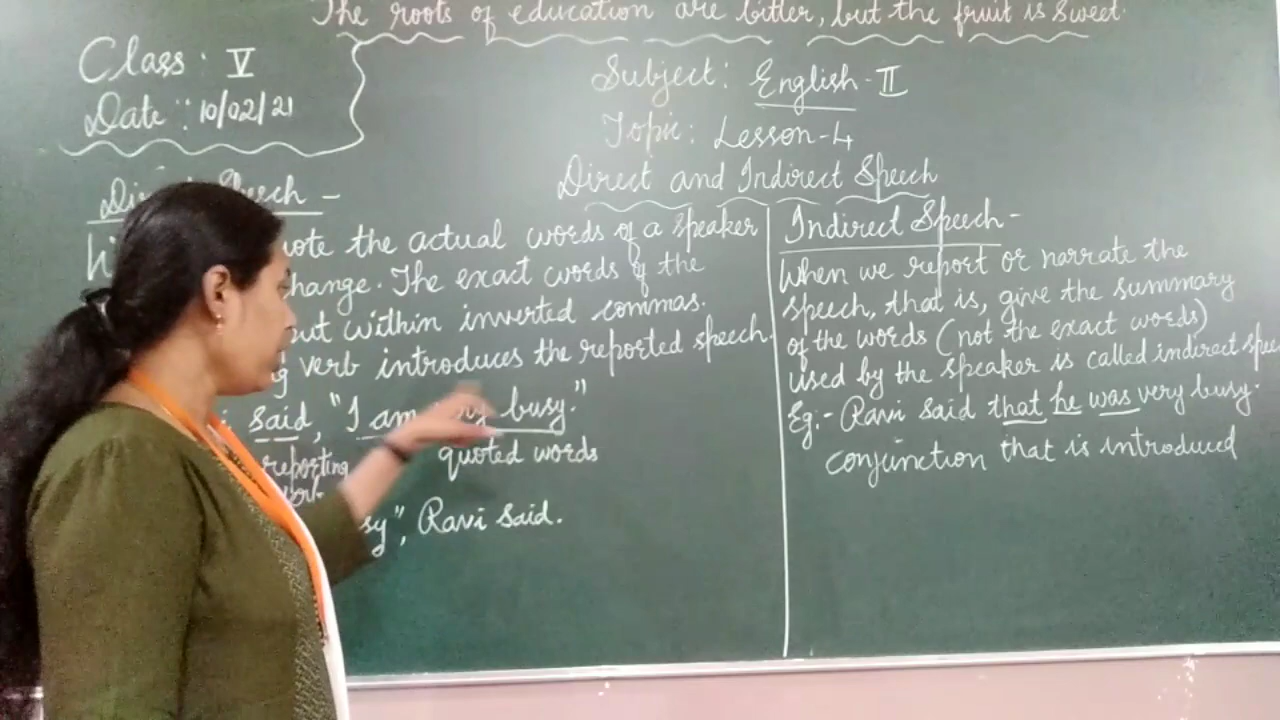 The roots of education are bitter, but the fruit is sweet.
Class : V
Date :: 10/02/21
Subject: English-II
Topic: Lesson-4
Direct and Indirect Speech
Speech -
the actual words of a speaker
The exact words of the
within inverted commas.
verb introduces the reported speech.
said, "I am busy."
reporting quoted words
", Ravi said.
Indirect Speech -
When we report or narrate the
speech, that is, give the summary
of the words (not the exact words)
used by the speaker is called indirect
Eg:- Ravi said that he was very busy.
conjunction that is introduced